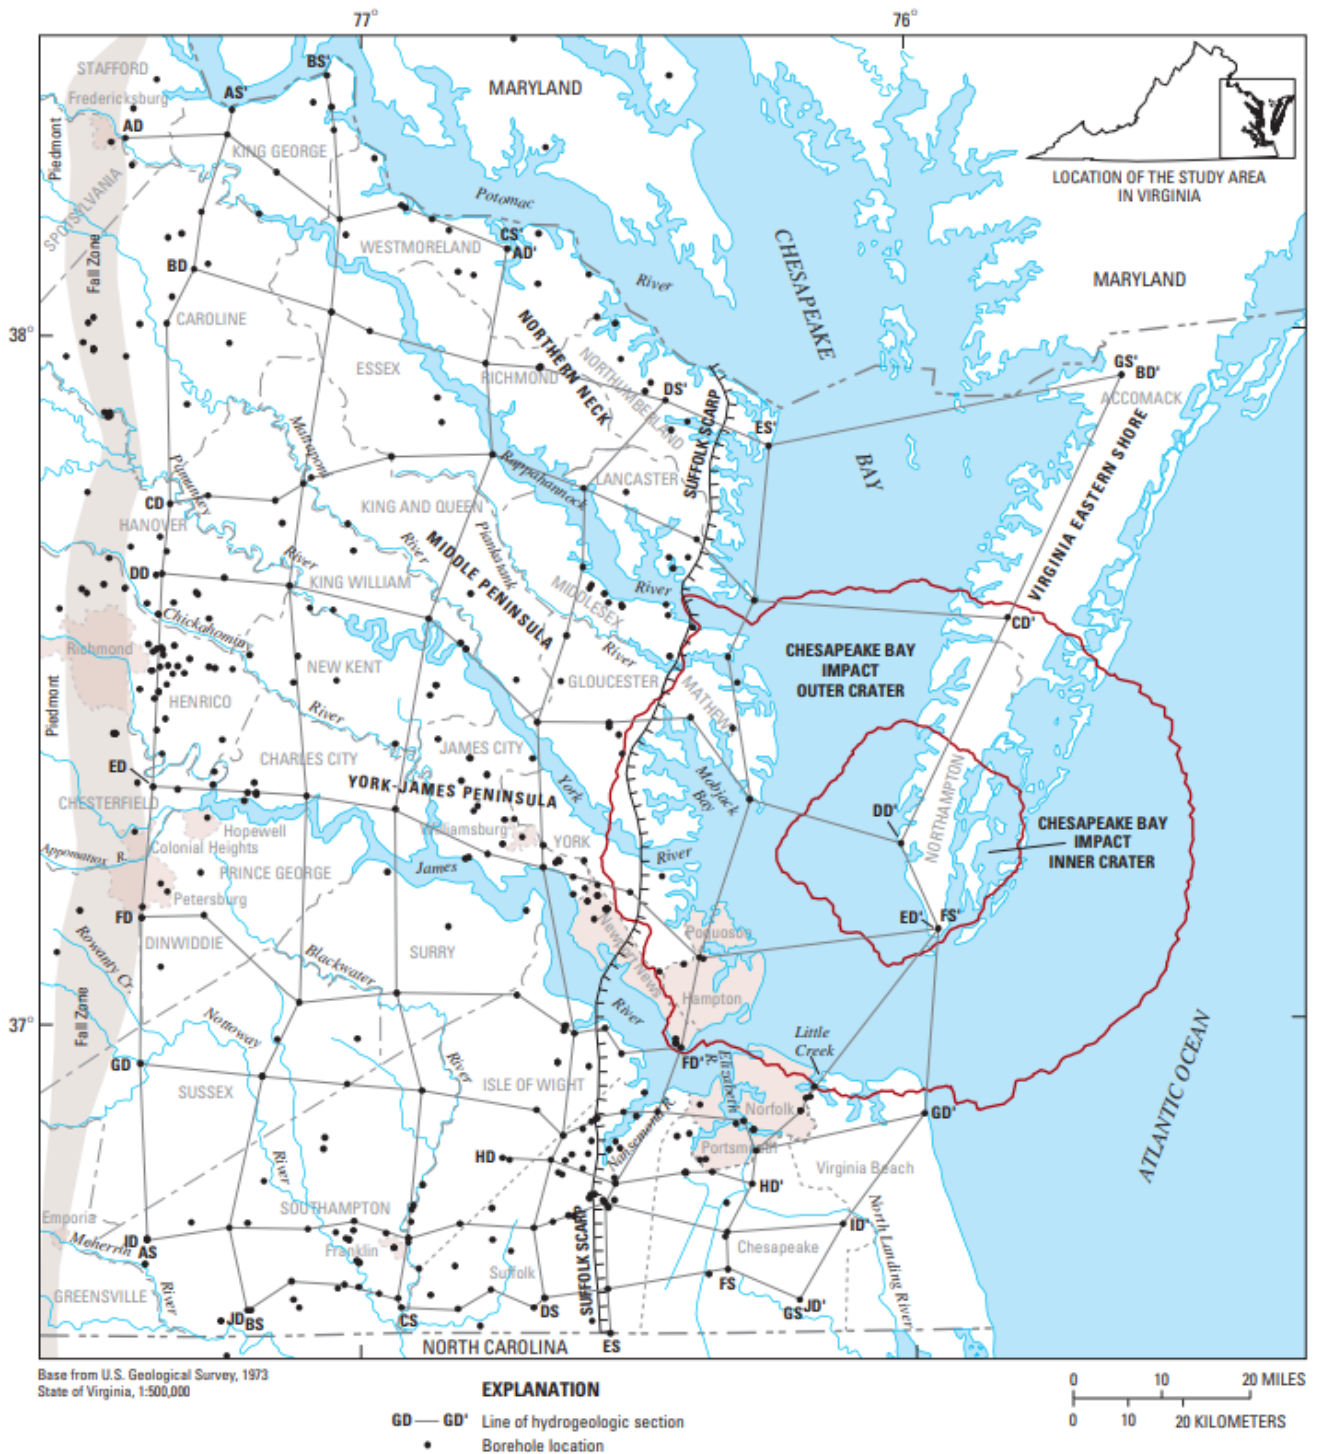 77°
76°
STAFFORD
BS'
MARYLAND
Fredericksburg
AS'
AD
Piedmont
KING GEORGE
LOCATION OF THE STUDY AREA
IN VIRGINIA
SPOTSYLVANIA
Potomac
CS'
AD'
WESTMORELAND
CHESAPEAKE
Fall Zone
BD
River
MARYLAND
CAROLINE
NORTHERN NECK
38°
ESSEX
RICHMOND
NORTHUMBERLAND
GS'
BD'
DS'
ACCOMACK
ES'
SUFFOLK SCARP
Mattaponi
BAY
Pamunkey
Rappahannock
LANCASTER
VIRGINIA EASTERN SHORE
CD
KING AND QUEEN
HANOVER
Piankatank
River
River
MIDDLE PENINSULA
DD
KING WILLIAM
MIDDLESEX
River
Chickahominy
CD'
Richmond
River
CHESAPEAKE BAY
IMPACT
OUTER CRATER
NEW KENT
GLOUCESTER
MATHEWS
HENRICO
Piedmont
River
JAMES CITY
CHARLES CITY
ED
Mobjack
Bay
YORK-JAMES PENINSULA
York
CHESTERFIELD
DD'
NORTHAMPTON
CHESAPEAKE BAY
IMPACT
INNER CRATER
Hopewell
Williamsburg
YORK
Colonial Heights
Appomattox R.
River
PRINCE GEORGE
James
Petersburg
FD
ED'
FS'
DINWIDDIE
Poquoson
Newport News
Rowanty Cr.
Blackwater
SURRY
Hampton
Fall Zone
River
37°
Nottoway
Little
Creek
ATLANTIC OCEAN
FD'
Elizabeth
R.
GD
River
SUSSEX
ISLE OF WIGHT
Norfolk
GD'
Nansemond R.
Portsmouth
HD
River
Virginia Beach
HD'
SOUTHAMPTON
Emporia
ID
AS
Meherrin
SUFFOLK SCARP
North Landing River
ID'
Franklin
Chesapeake
Suffolk
FS
GREENSVILLE
River
JD
BS
CS
DS
GS
JD'
ES
NORTH CAROLINA
Base from U.S. Geological Survey, 1973
State of Virginia, 1:500,000
EXPLANATION
GD — GD' Line of hydrogeologic section
Borehole location
0 10 20 MILES
0 10 20 KILOMETERS